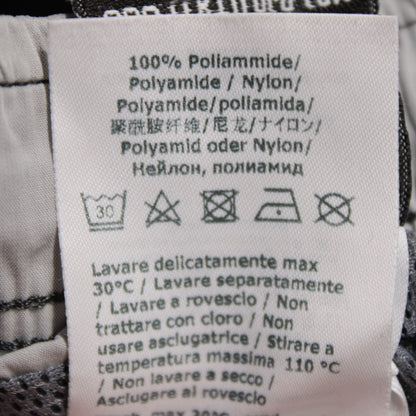 100% Poliammide/
Polyamide / Nylon/
Polyamide/poliamida/
聚酰胺纤维/尼龙/ナイロン/
Polyamid oder Nylon/
Нейлон, полиамид
30
Lavare delicatamente max
30°C / Lavare separatamente
/ Lavare a rovescio / Non
trattare con cloro / Non
usare asciugatrice / Stirare a
temperatura massima 110 °C
/ Non lavare a secco /
Asciugare al rovescio